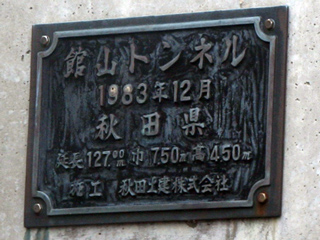 館山トンネル
1983年12月
秋田県
延長127.00m 巾7.50m 高4.50m
施工 秋田土建株式会社